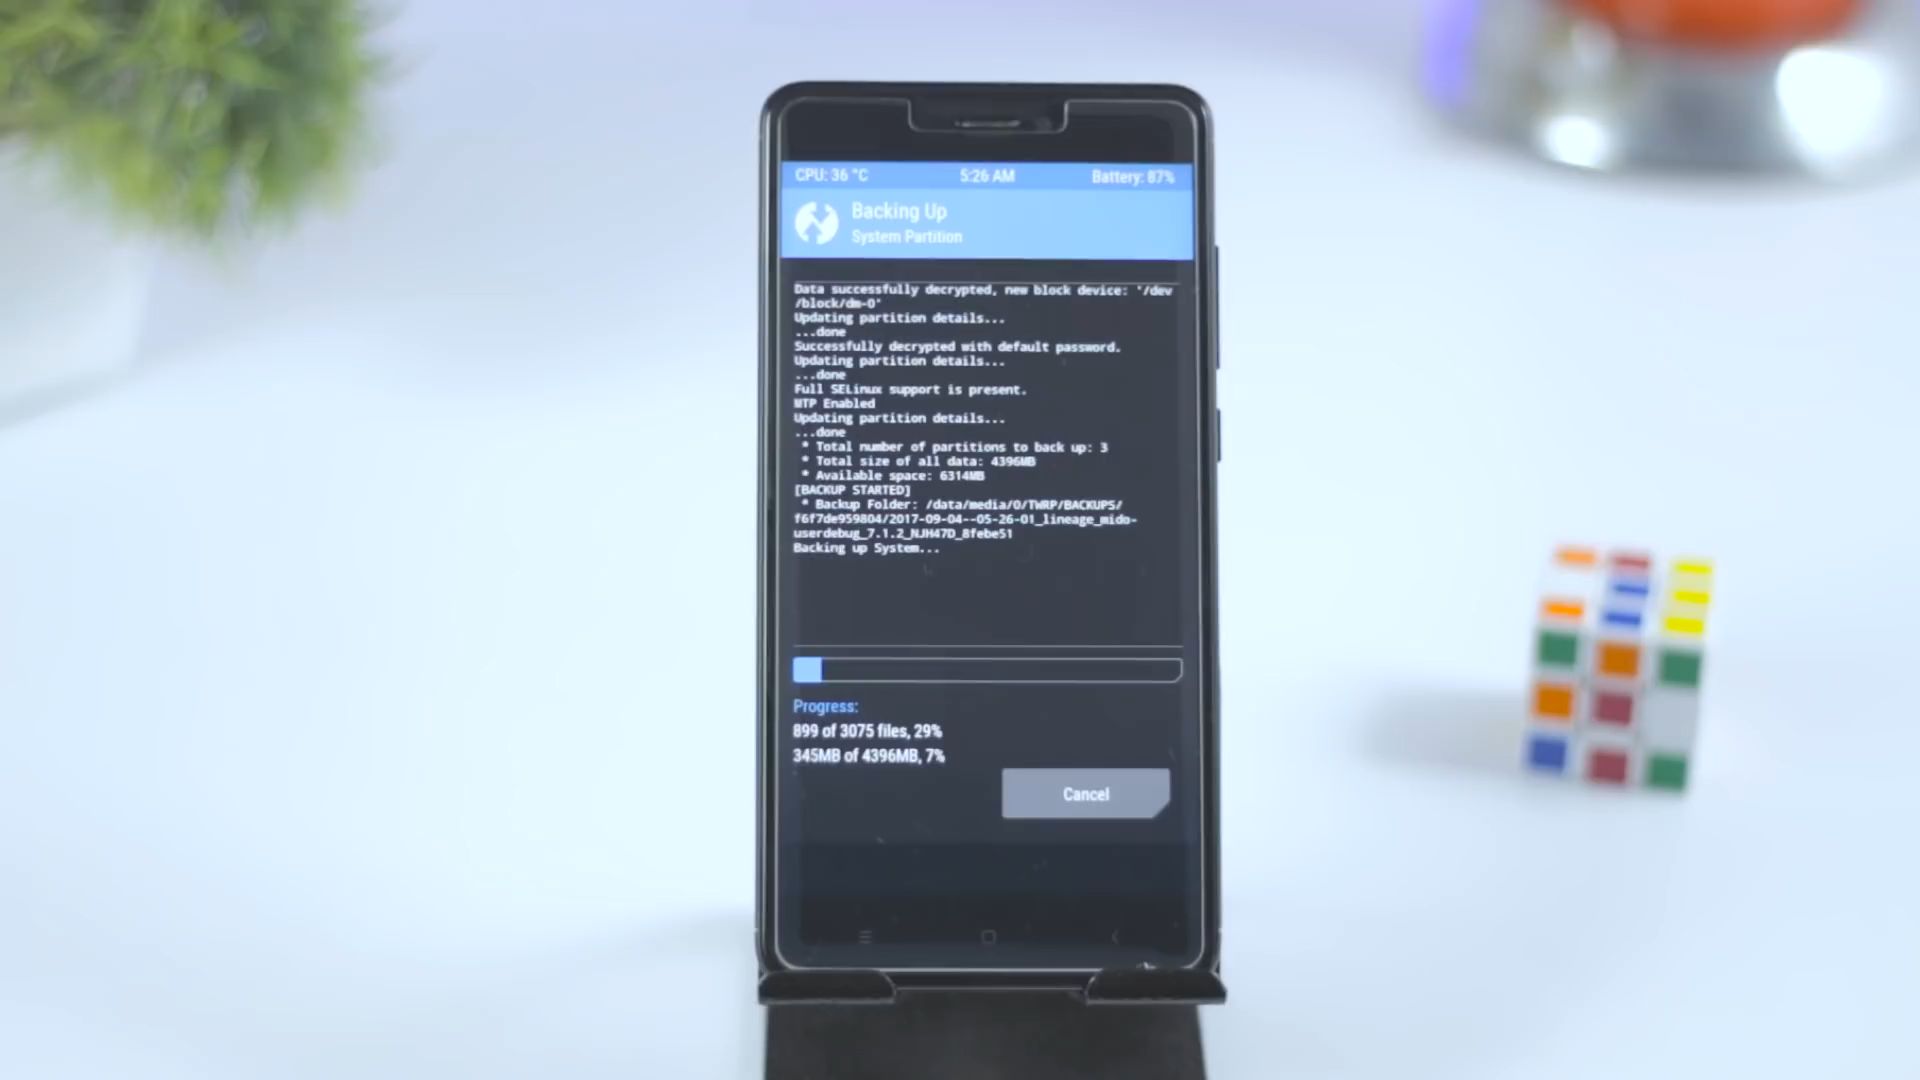 CPU: 36 °C 5:26 AM Battery: 87%
Backing Up
System Partition
Data successfully decrypted, new block device: '/dev
/block/dm-0'
Updating partition details...
...done
Successfully decrypted with default password.
Updating partition details...
...done
Full SELinux support is present.
MTP Enabled
Updating partition details...
...done
* Total number of partitions to back up: 3
* Total size of all data: 4396MB
* Available space: 6314MB
[BACKUP STARTED]
* Backup Folder: /data/media/0/TWRP/BACKUPS/
f6f7de959804/2017-09-04--05-26-01_lineage_mido-
userdebug_7.1.2_NJH47D_8febe51
Backing up System...
Progress:
899 of 3075 files, 29%
345MB of 4396MB, 7%
Cancel